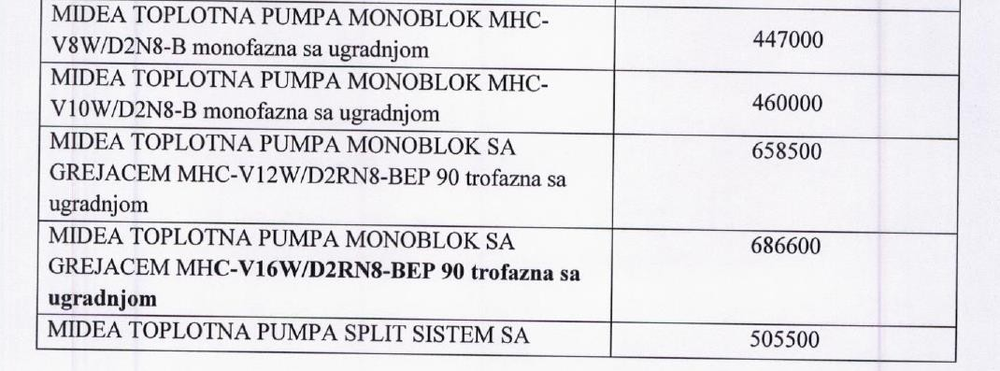 MIDEA TOPLOTNA PUMPA MONOBLOK MHC-
V8W/D2N8-B monofazna sa ugradnjom
447000
MIDEA TOPLOTNA PUMPA MONOBLOK MHC-
V10W/D2N8-B monofazna sa ugradnjom
460000
MIDEA TOPLOTNA PUMPA MONOBLOK SA
GREJACEM MHC-V12W/D2RN8-BEP 90 trofazna sa
ugradnjom
658500
MIDEA TOPLOTNA PUMPA MONOBLOK SA
GREJACEM MHC-V16W/D2RN8-BEP 90 trofazna sa
ugradnjom
686600
MIDEA TOPLOTNA PUMPA SPLIT SISTEM SA
505500